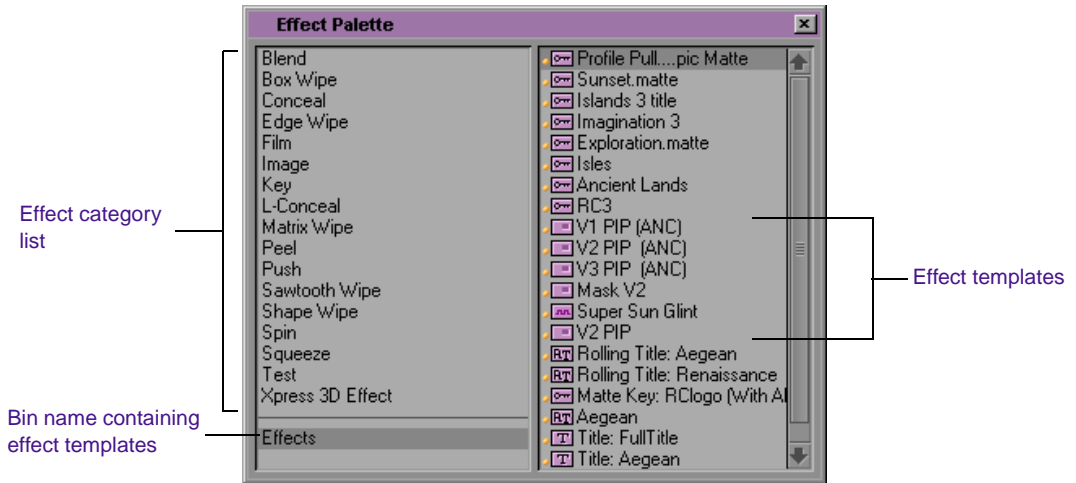 Effect Palette
Blend
Box Wipe
Conceal
Edge Wipe
Film
Image
Key
L-Conceal
Matrix Wipe
Peel
Push
Sawtooth Wipe
Shape Wipe
Spin
Squeeze
Test
Xpress 3D Effect
Effects
Profile Pull....pic Matte
Sunset.matte
Islands 3 title
Imagination 3
Exploration.matte
Isles
Ancient Lands
RC3
V1 PIP (ANC)
V2 PIP (ANC)
V3 PIP (ANC)
Mask V2
Super Sun Glint
V2 PIP
RT Rolling Title: Aegean
RT Rolling Title: Renaissance
Matte Key: RClogo (With Al
RT Aegean
T Title: FullTitle
T Title: Aegean
Effect category
list
Bin name containing
effect templates
Effect templates